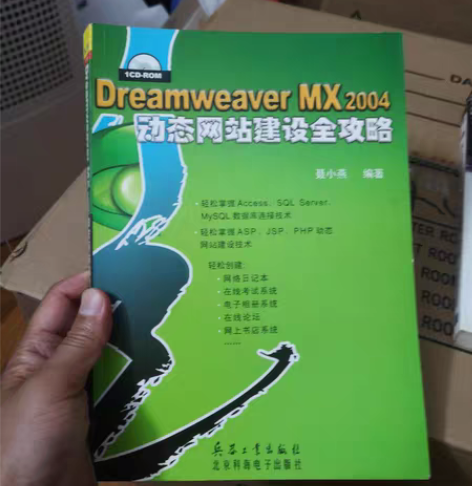 1CD-ROM
Dreamweaver MX 2004
动态网站建设全攻略
聂小燕 编著
·轻松掌握Access、SQL Server、
MySQL数据库连接技术
·轻松掌握ASP、JSP、PHP动态
网站建设技术
轻松创建：
·网络日记本
·在线考试系统
·电子相册系统
·在线论坛
·网上书店系统
……
兵器工业出版社
北京科海电子出版社